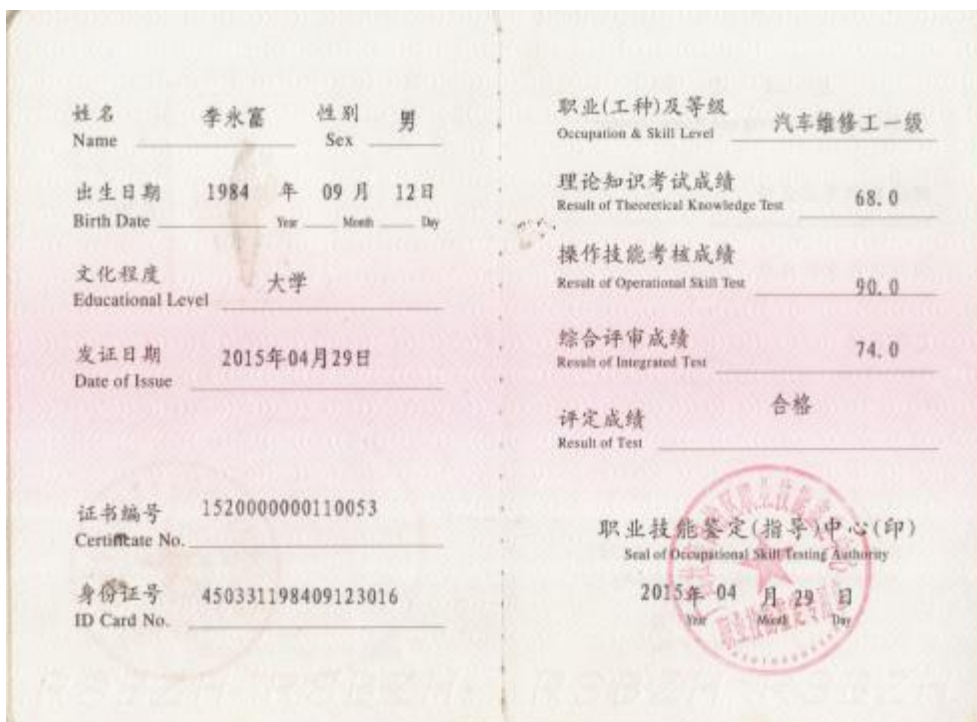 姓名 李永富 性别 男
Name Sex
出生日期 1984 年 09 月 12日
Birth Date Year Month Day
文化程度 大学
Educational Level
发证日期 2015年04月29日
Date of Issue
证书编号 1520000000110053
Certificate No.
身份证号 450331198409123016
ID Card No.
职业(工种)及等级 汽车维修工一级
Occupation & Skill Level
理论知识考试成绩 68.0
Result of Theoretical Knowledge Test
操作技能考核成绩
Result of Operational Skill Test 90.0
综合评审成绩 74.0
Result of Integrated Test
评定成绩 合格
Result of Test
职业技能鉴定(指导)中心(印)
Seal of Occupational Skill Testing Authority
2015年 04 月 29 日
Year Month Day